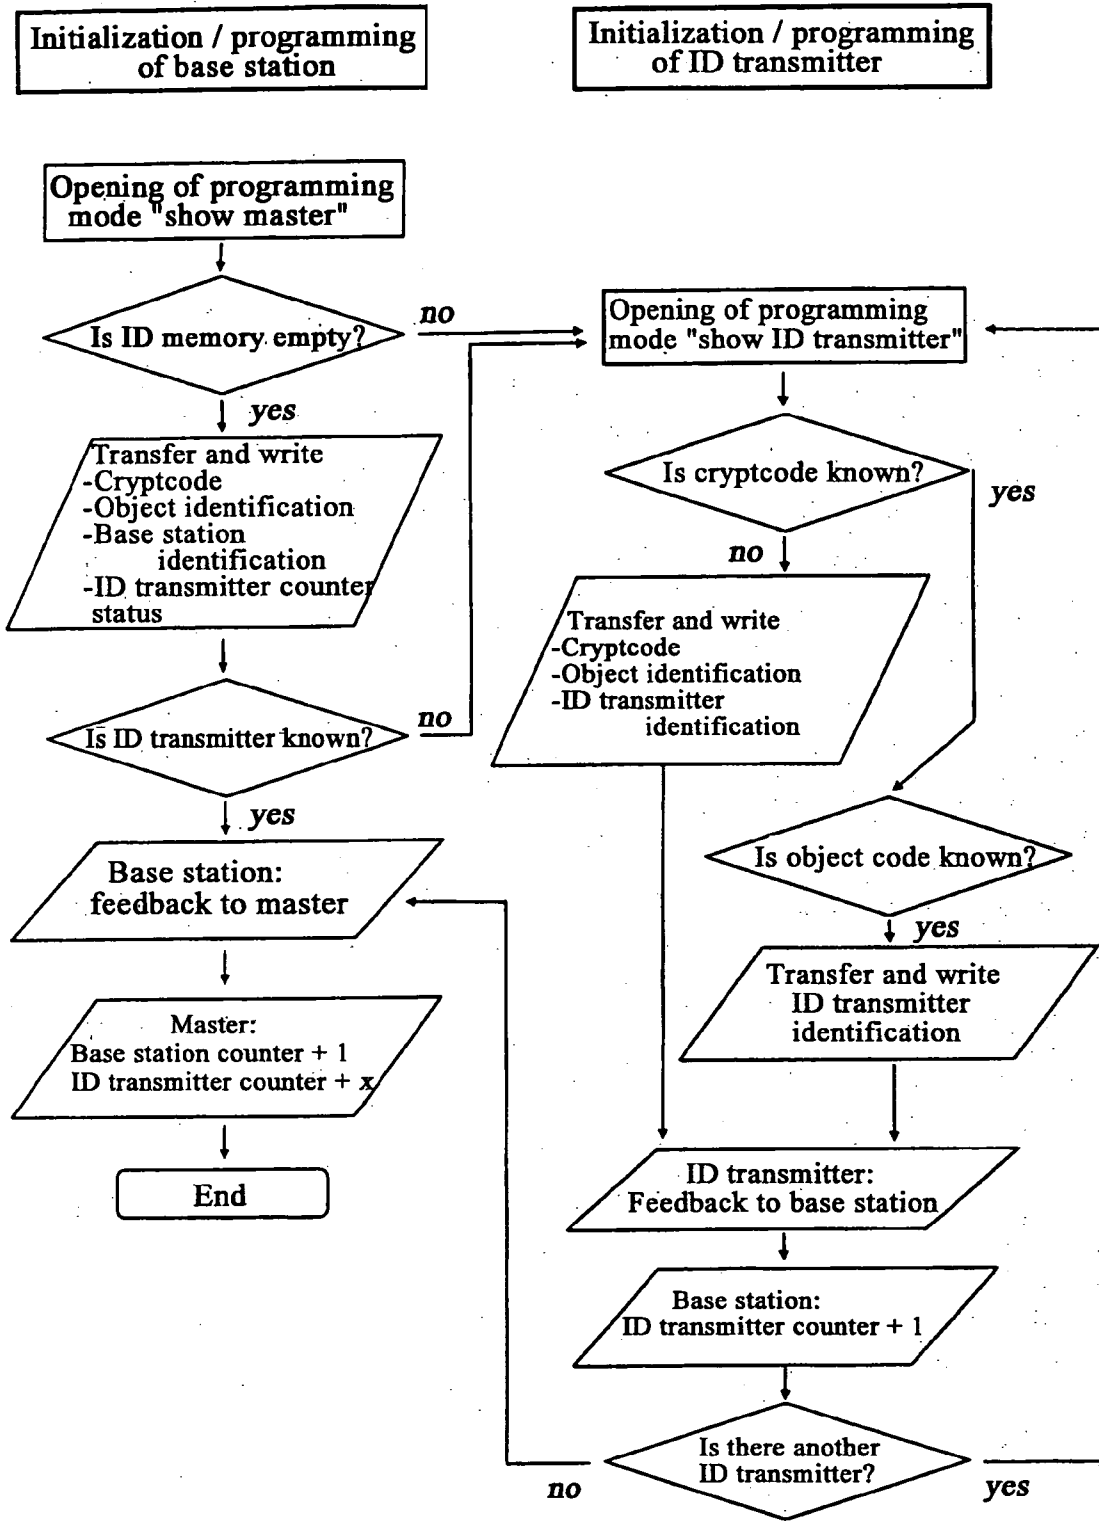 Initialization / programming
of base station
Initialization / programming
of ID transmitter
Opening of programming
mode "show master"
Is ID memory empty?
no
yes
Transfer and write
-Cryptcode
-Object identification
-Base station
identification
-ID transmitter counter
status
Is ID transmitter known?
no
yes
Base station:
feedback to master
Master:
Base station counter + 1
ID transmitter counter + x
End
Opening of programming
mode "show ID transmitter"
Is cryptcode known?
yes
no
Transfer and write
-Cryptcode
-Object identification
-ID transmitter
identification
Is object code known?
yes
Transfer and write
ID transmitter
identification
ID transmitter:
Feedback to base station
Base station:
ID transmitter counter + 1
Is there another
ID transmitter?
no
yes